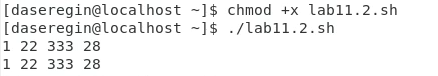 [daseregin@localhost ~]$ chmod +x lab11.2.sh
[daseregin@localhost ~]$ ./lab11.2.sh
1 22 333 28
1 22 333 28